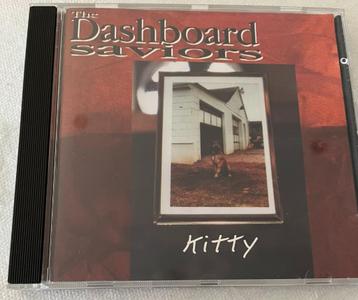 The
Dashboard
saviors
Kitty